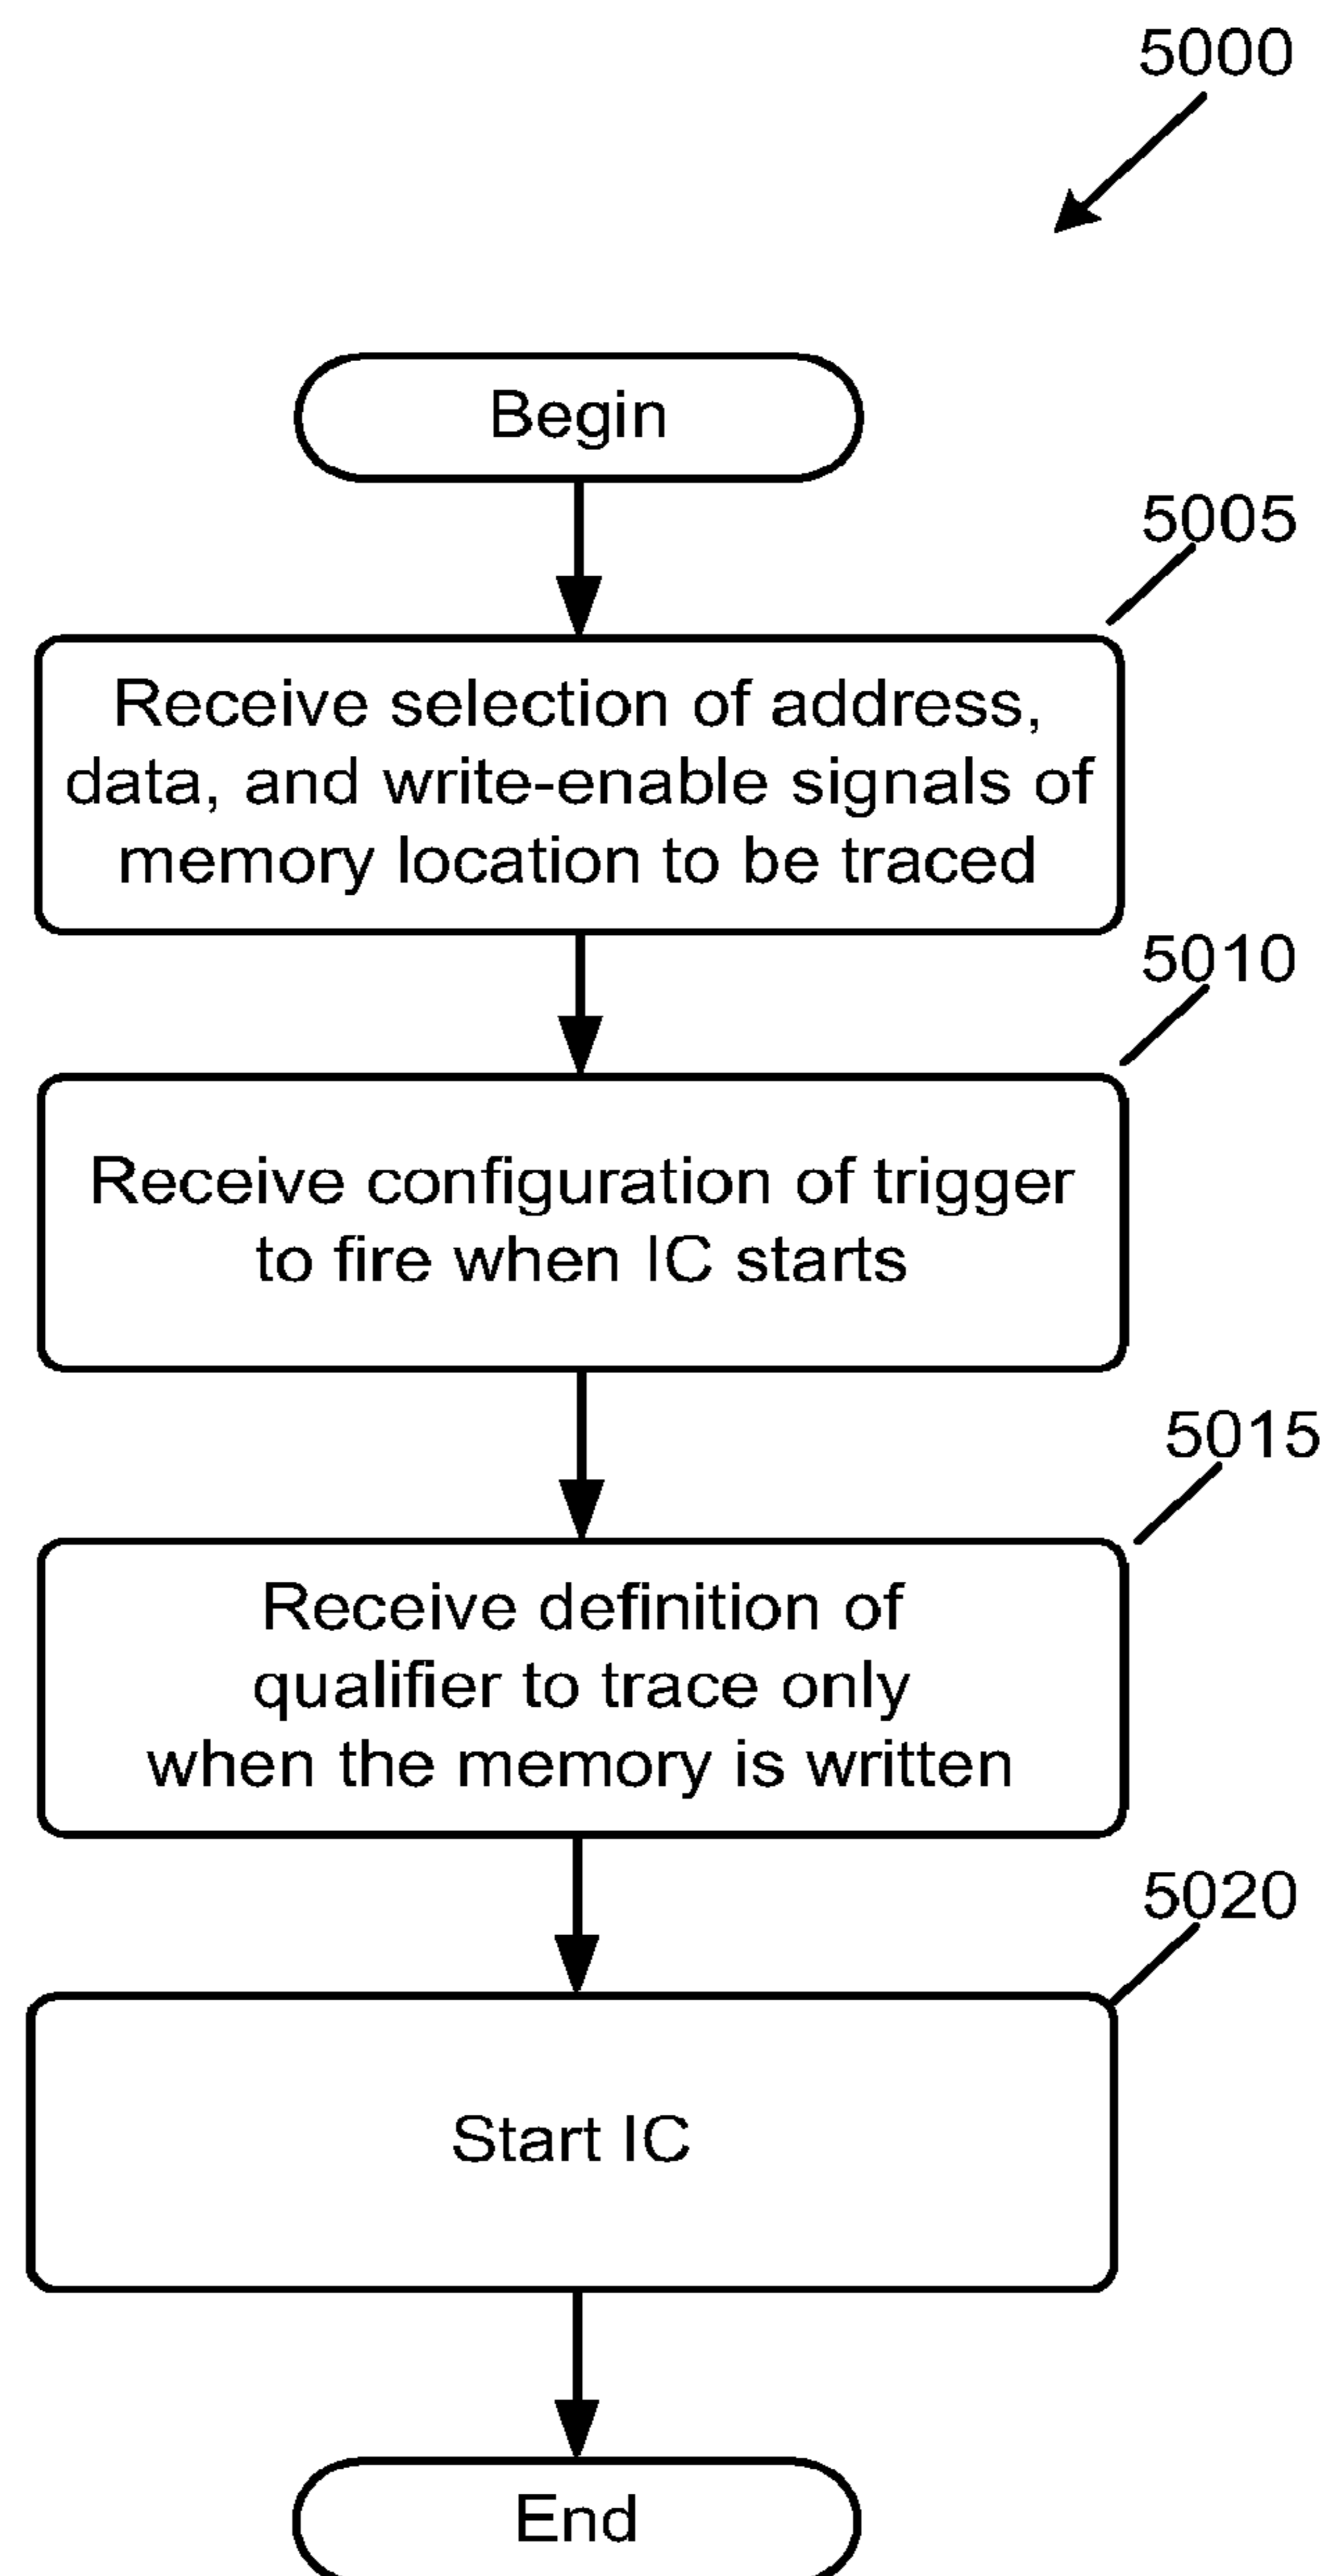 5000
Begin
5005
Receive selection of address,
data, and write-enable signals of
memory location to be traced
5010
Receive configuration of trigger
to fire when IC starts
5015
Receive definition of
qualifier to trace only
when the memory is written
5020
Start IC
End